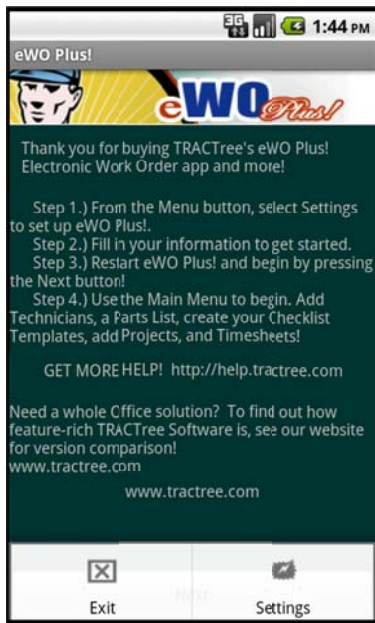 3G 1:44 PM
eWO Plus!
eWO Plus!
Thank you for buying TRACTree's eWO Plus!
Electronic Work Order app and more!
Step 1.) From the Menu button, select Settings
to set up eWO Plus!.
Step 2.) Fill in your information to get started.
Step 3.) Restart eWO Plus! and begin by pressing
the Next button!
Step 4.) Use the Main Menu to begin. Add
Technicians, a Parts List, create your Checklist
Templates, add Projects, and Timesheets!
GET MORE HELP! http://help.tractree.com
Need a whole Office solution? To find out how
feature-rich TRACTree Software is, see our website
for version comparison!
www.tractree.com
www.tractree.com
Next
Exit Settings